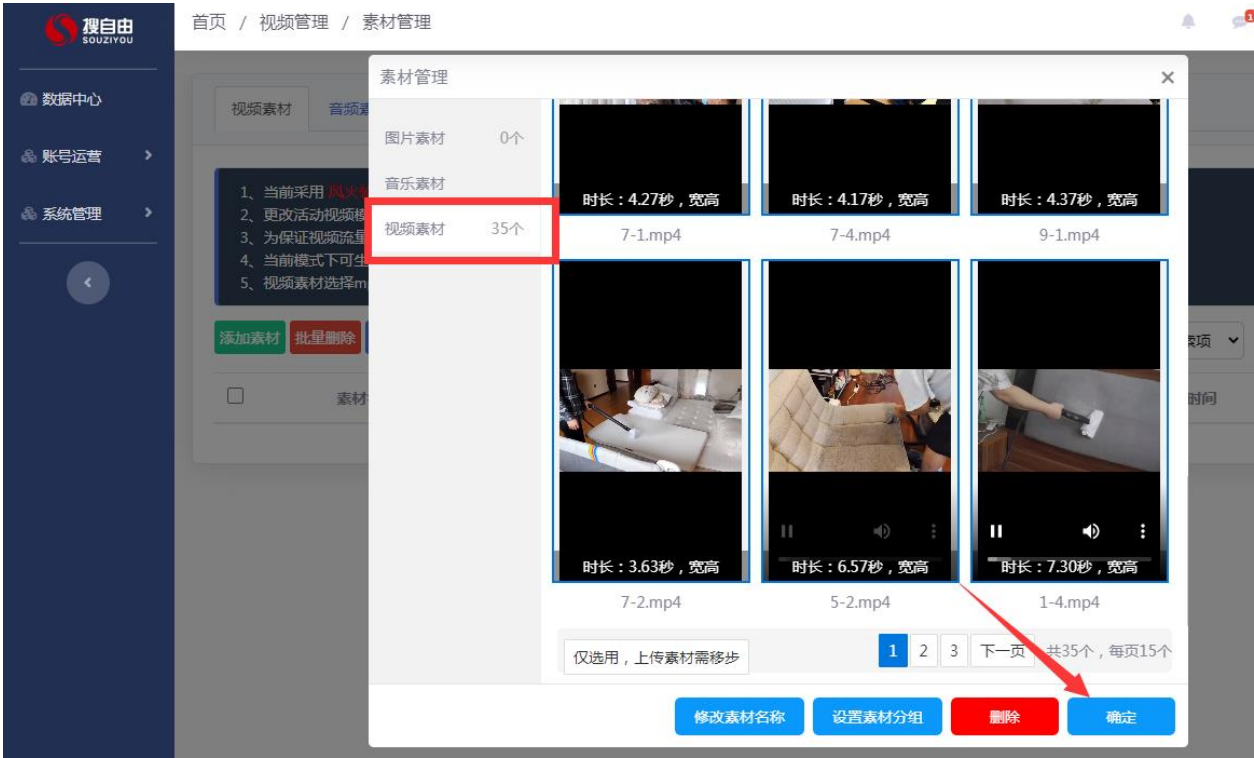 搜自由
SOUZIYOU
首页 / 视频管理 / 素材管理
1
数据中心
账号运营
系统管理
视频素材
音频素
1、当前采用
2、更改活动视频模
3、为保证视频流量
4、当前模式下可生
5、视频素材选择m
添加素材
批量删除
索项
素材
时间
素材管理
×
图片素材 0个
音乐素材
视频素材 35个
时长：4.27秒，宽高
时长：4.17秒，宽高
时长：4.37秒，宽高
7-1.mp4
7-4.mp4
9-1.mp4
时长：3.63秒，宽高
时长：6.57秒，宽高
时长：7.30秒，宽高
7-2.mp4
5-2.mp4
1-4.mp4
仅选用，上传素材需移步
1 2 3 下一页 共35个，每页15个
修改素材名称
设置素材分组
删除
确定